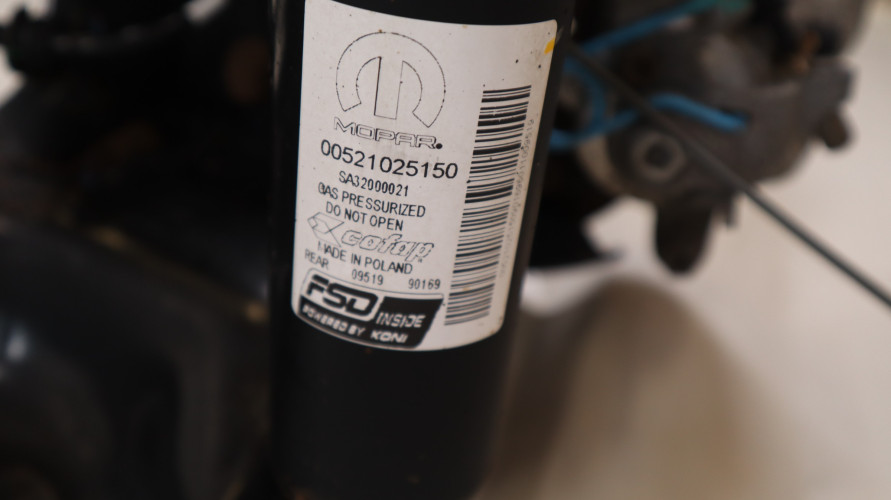 MOPAR
00521025150
SA32000021
GAS PRESSURIZED
DO NOT OPEN
cofap
MADE IN POLAND
REAR 09519 90169
FSD INSIDE
POWERED BY KONI